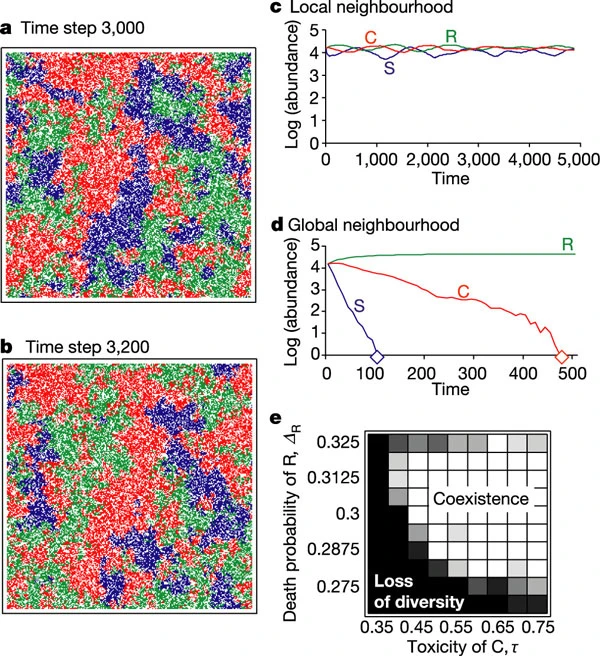 a Time step 3,000
b Time step 3,200
c Local neighbourhood
Log (abundance)
5
4
3
2
1
0
C
R
S
0 1,000 2,000 3,000 4,000 5,000
Time
d Global neighbourhood
Log (abundance)
5
4
3
2
1
0
R
C
S
0 100 200 300 400 500
Time
e
Death probability of R, Δ_R
0.325
0.3125
0.3
0.2875
0.275
Coexistence
Loss
of diversity
0.35 0.45 0.55 0.65 0.75
Toxicity of C, τ